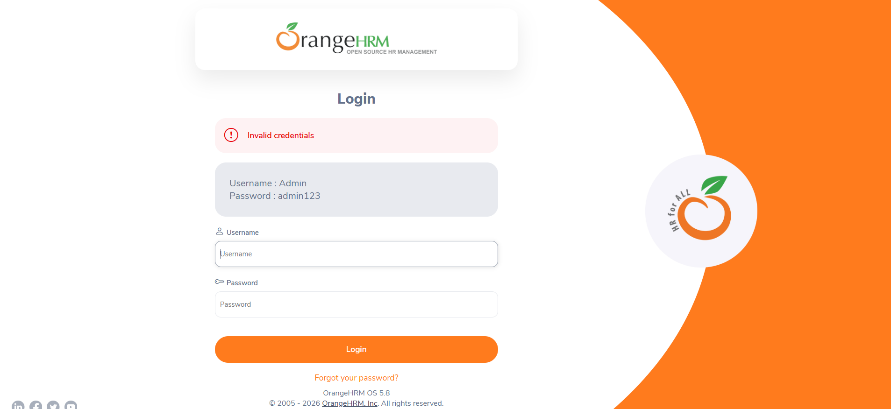 OrangeHRM
OPEN SOURCE HR MANAGEMENT
Login
Invalid credentials
Username : Admin
Password : admin123
Username
Username
Password
Password
Login
Forgot your password?
OrangeHRM OS 5.8
© 2005 - 2026 OrangeHRM, Inc. All rights reserved.
HR for ALL